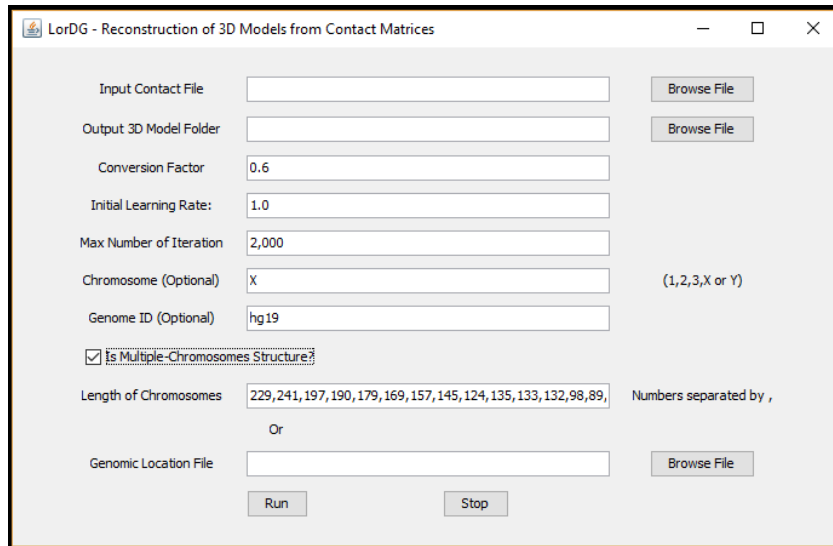 LorDG - Reconstruction of 3D Models from Contact Matrices
Input Contact File Browse File
Output 3D Model Folder Browse File
Conversion Factor 0.6
Initial Learning Rate: 1.0
Max Number of Iteration 2,000
Chromosome (Optional) X (1,2,3,X or Y)
Genome ID (Optional) hg19
Is Multiple-Chromosomes Structure?
Length of Chromosomes 229,241,197,190,179,169,157,145,124,135,133,132,98,89, Numbers separated by ,
Or
Genomic Location File Browse File
Run Stop